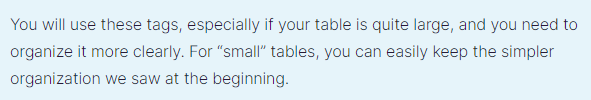 You will use these tags, especially if your table is quite large, and you need to
organize it more clearly. For “small” tables, you can easily keep the simpler
organization we saw at the beginning.